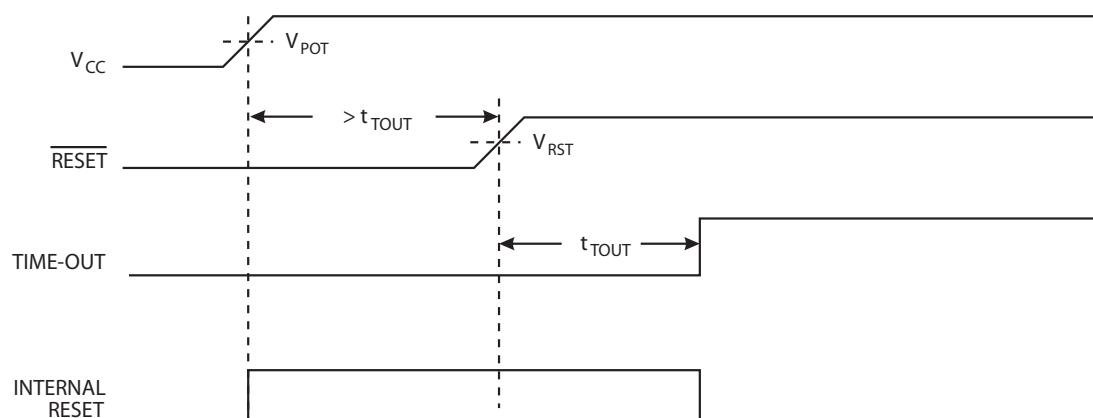 V_POT
V_CC
> t_TOUT
V_RST
RESET
t_TOUT
TIME-OUT
INTERNAL
RESET